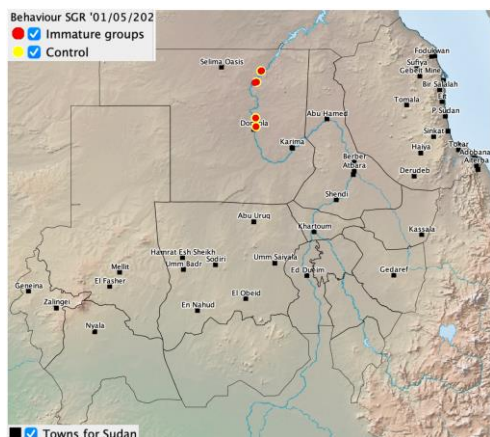 Behaviour SGR '01/05/202
Immature groups
Control
Fodukwan
Sufiya
Selima Oasis
Gebeit Mine
Bir Salalah
Tomala
P. Sudan
Abu Hamed
Dongola
Sinkat
Tokar
Karima
Haiya
Berber
Atbara
Derudeb
Shendi
Abu Uruq
Khartoum
Kassala
Hamrat Esh Sheikh
Sodiri
Umm Saiyala
Umm Badr
Mellit
Ed Dueim
Gedaref
Geneina
El Fasher
El Obeid
Zalingei
En Nahud
Nyala
Towns for Sudan